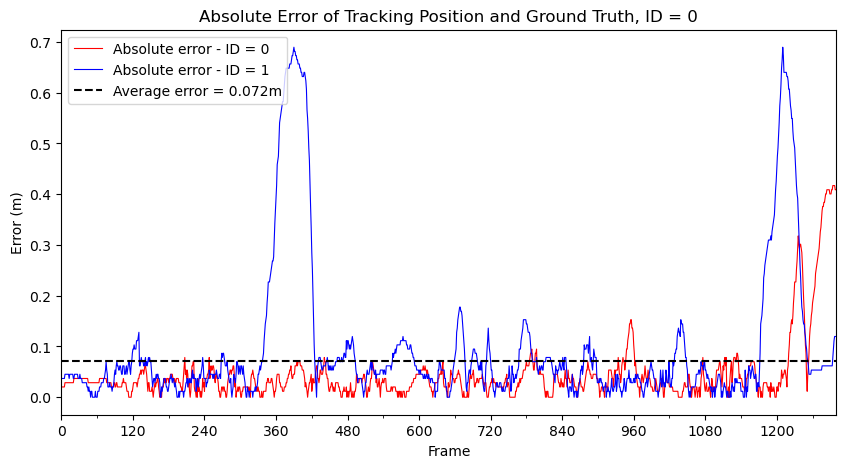 Absolute Error of Tracking Position and Ground Truth, ID = 0
Absolute error - ID = 0
Absolute error - ID = 1
Average error = 0.072m
0.7
0.6
0.5
0.4
0.3
0.2
0.1
0.0
Error (m)
0 120 240 360 480 600 720 840 960 1080 1200
Frame